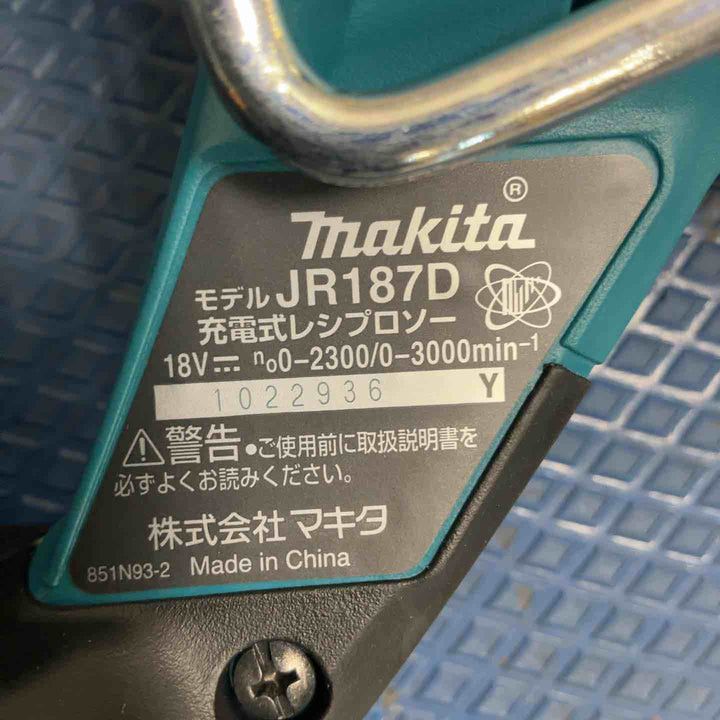 makita®
モデル JR187D
充電式レシプロソー
18V⎓ n₀0-2300/0-3000min⁻¹
1022936 Y
⚠警告●ご使用前に取扱説明書を
必ずよくお読みください。
株式会社 マキタ
851N93-2 Made in China